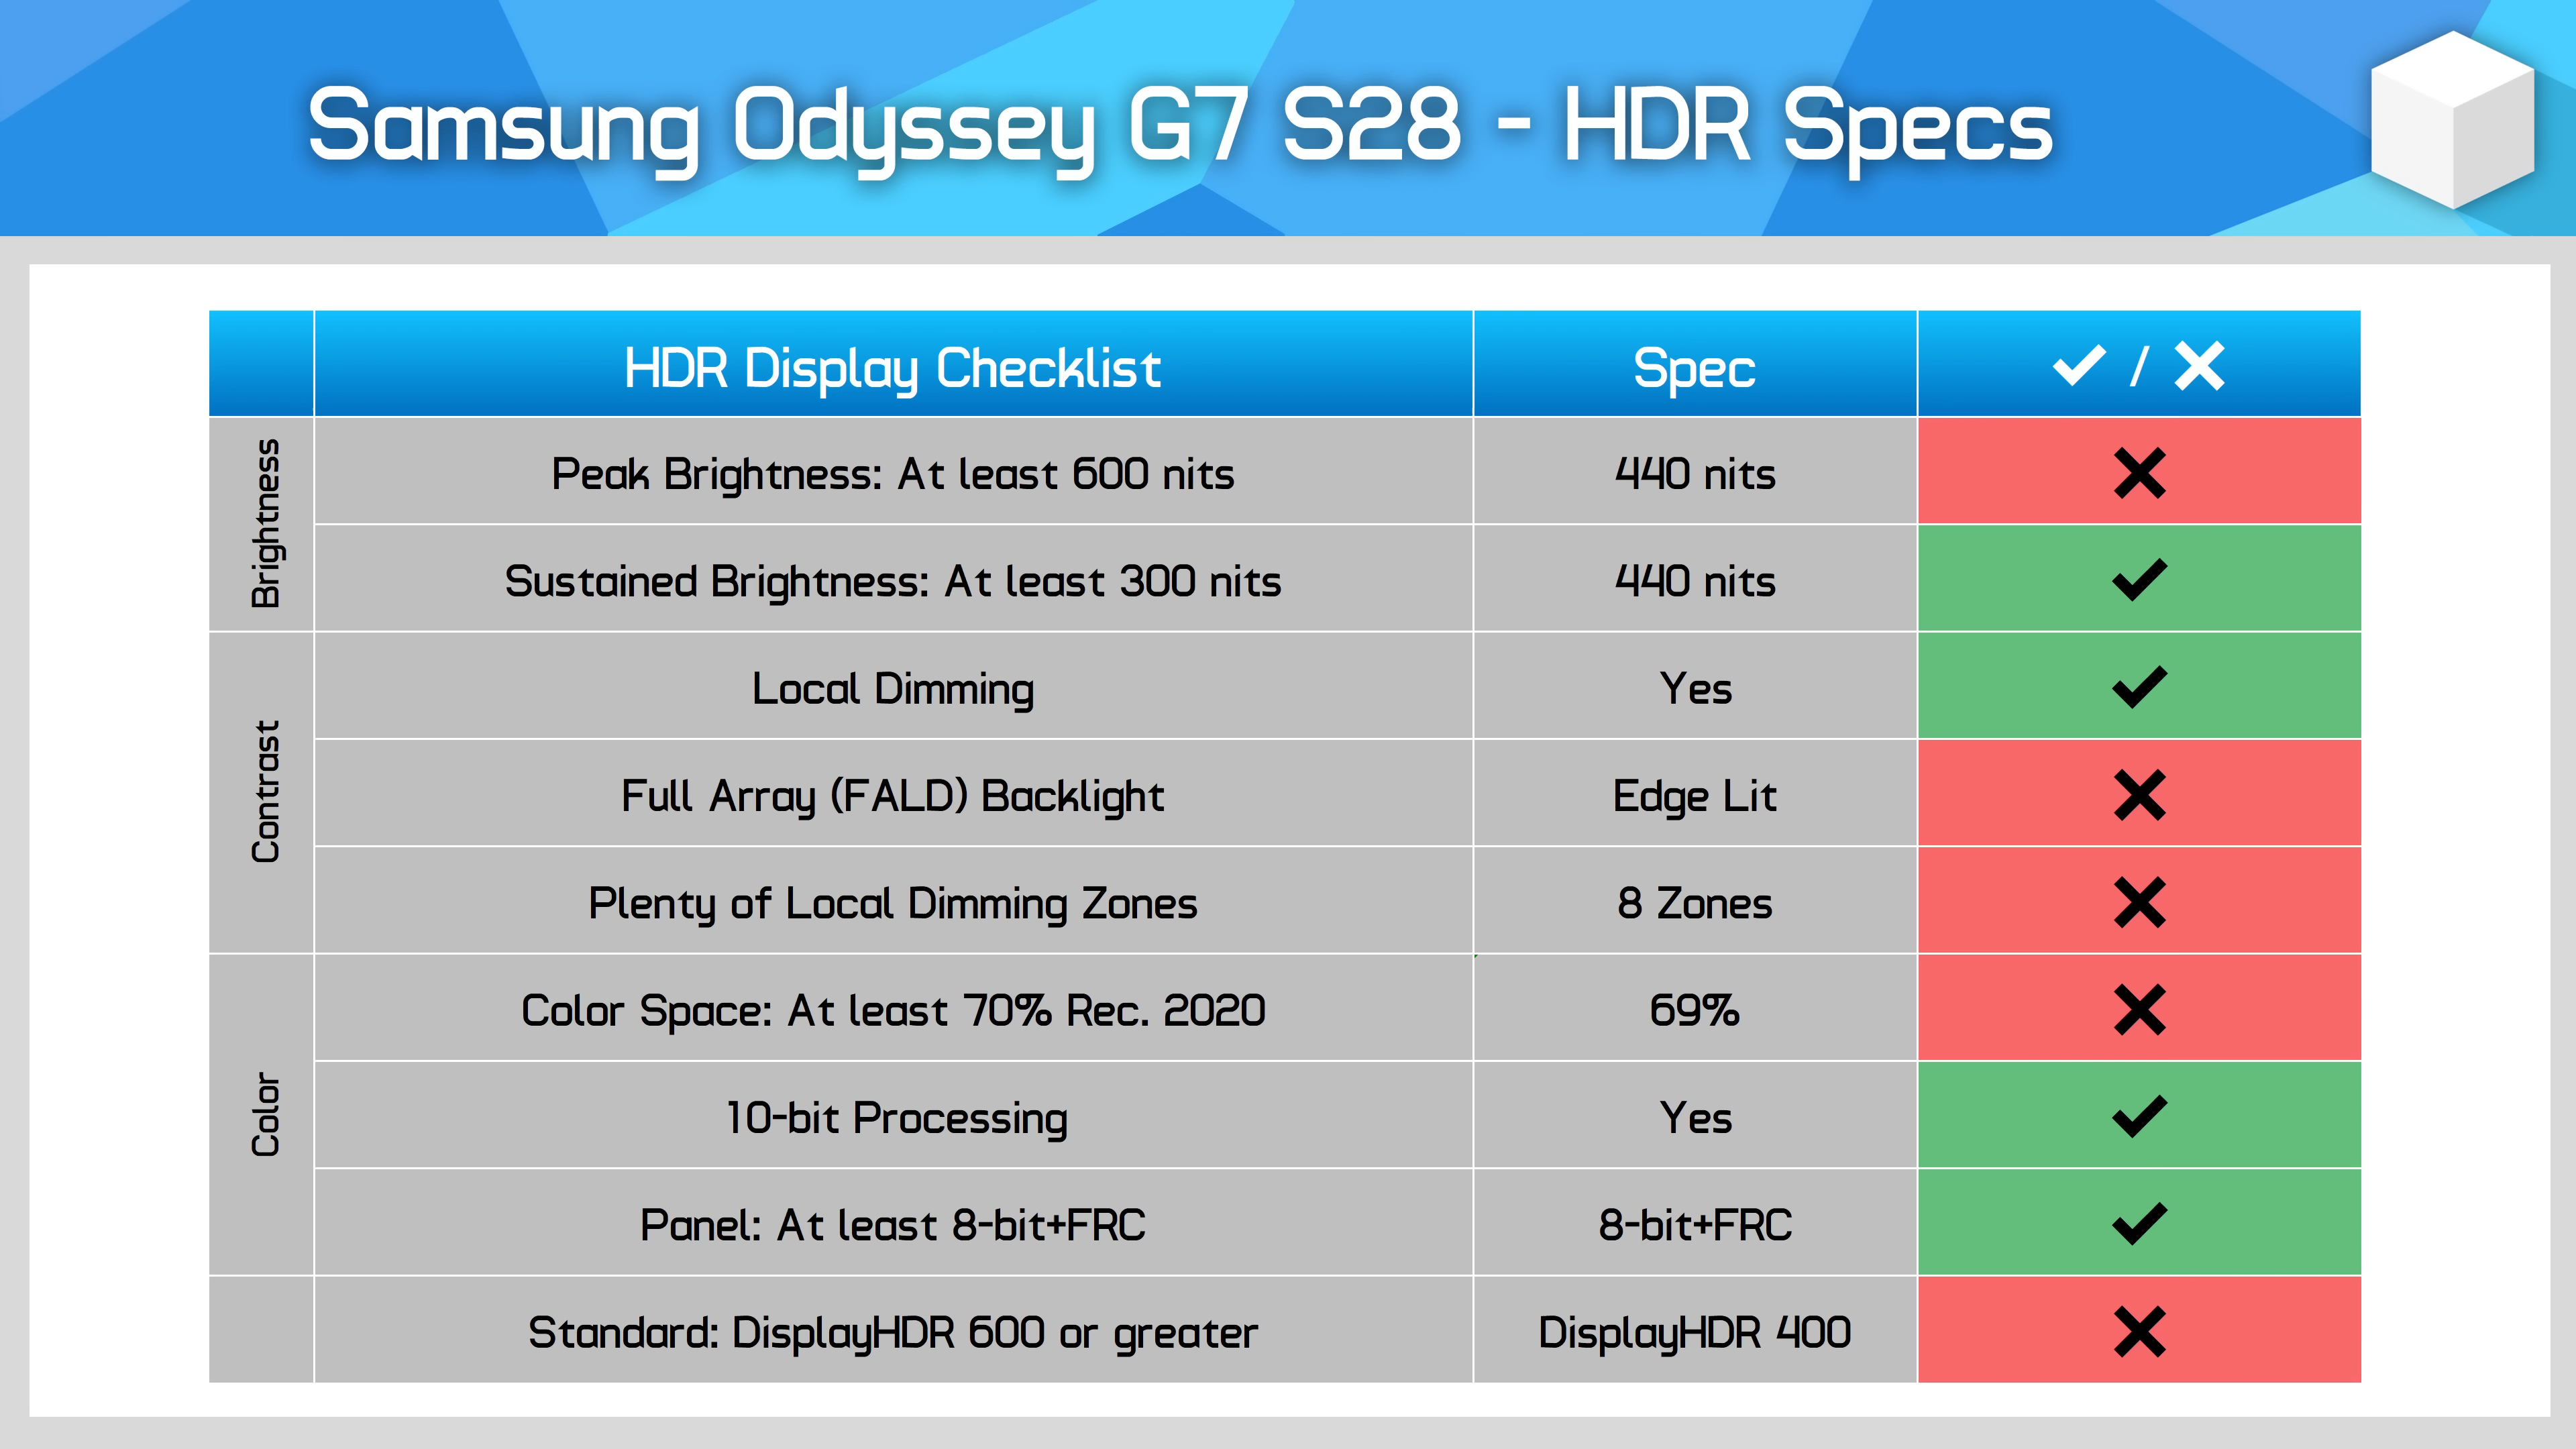 Samsung Odyssey G7 S28 - HDR Specs
HDR Display Checklist Spec ✓ / ✕
Brightness
Peak Brightness: At least 600 nits 440 nits ✕
Sustained Brightness: At least 300 nits 440 nits ✓
Contrast
Local Dimming Yes ✓
Full Array (FALD) Backlight Edge Lit ✕
Plenty of Local Dimming Zones 8 Zones ✕
Color
Color Space: At least 70% Rec. 2020 69% ✕
10-bit Processing Yes ✓
Panel: At least 8-bit+FRC 8-bit+FRC ✓
Standard: DisplayHDR 600 or greater DisplayHDR 400 ✕